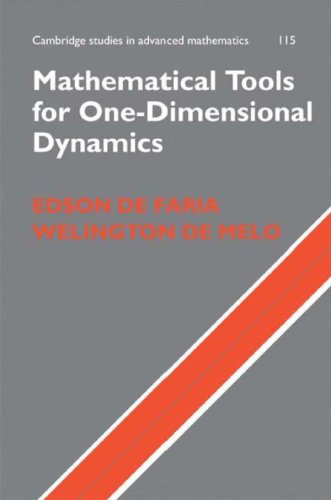 Cambridge studies in advanced mathematics 115
Mathematical Tools
for One-Dimensional
Dynamics
EDSON DE FARIA
WELINGTON DE MELO